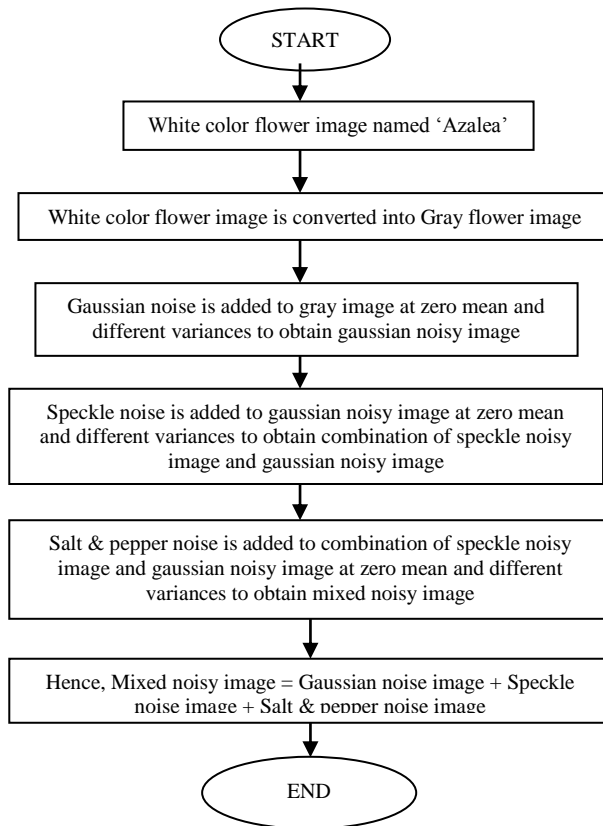 START
White color flower image named ‘Azalea’
White color flower image is converted into Gray flower image
Gaussian noise is added to gray image at zero mean and
different variances to obtain gaussian noisy image
Speckle noise is added to gaussian noisy image at zero mean
and different variances to obtain combination of speckle noisy
image and gaussian noisy image
Salt & pepper noise is added to combination of speckle noisy
image and gaussian noisy image at zero mean and different
variances to obtain mixed noisy image
Hence, Mixed noisy image = Gaussian noise image + Speckle
noise image + Salt & pepper noise image
END